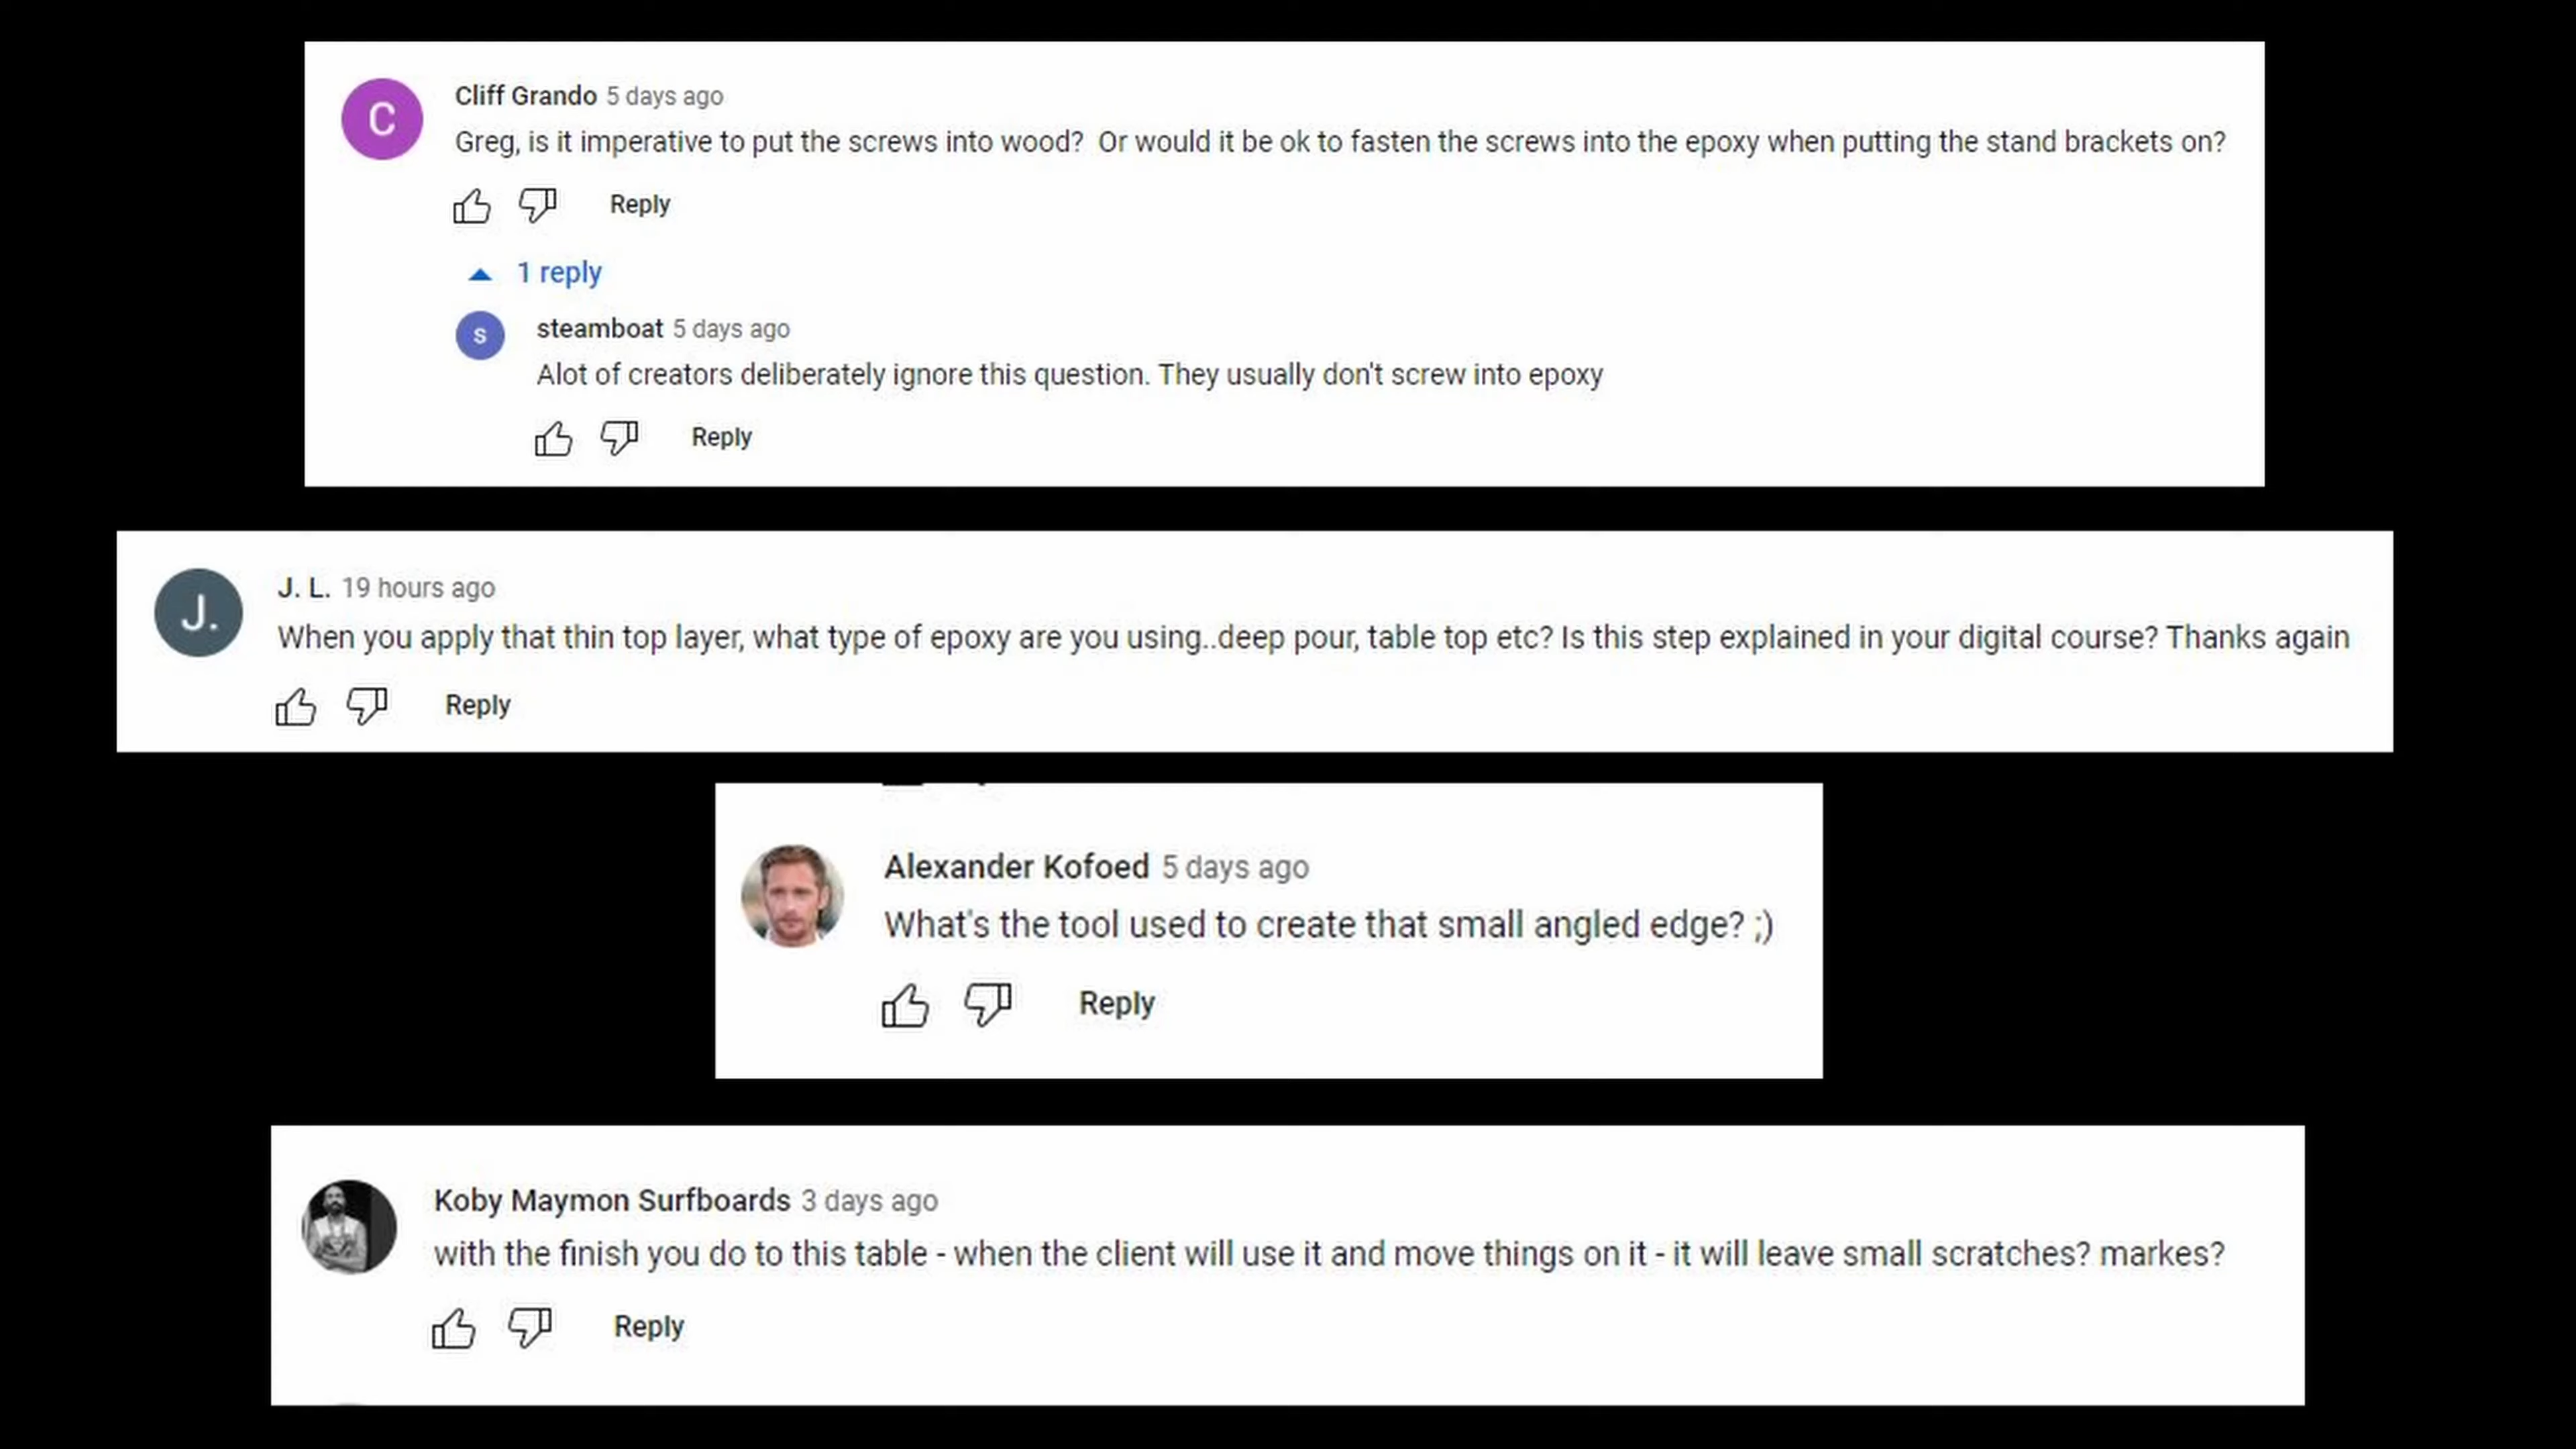 C
Cliff Grando 5 days ago
Greg, is it imperative to put the screws into wood?  Or would it be ok to fasten the screws into the epoxy when putting the stand brackets on?
Reply
1 reply
s
steamboat 5 days ago
Alot of creators deliberately ignore this question. They usually don't screw into epoxy
Reply
J.
J. L. 19 hours ago
When you apply that thin top layer, what type of epoxy are you using..deep pour, table top etc? Is this step explained in your digital course? Thanks again
Reply
Alexander Kofoed 5 days ago
What's the tool used to create that small angled edge? ;)
Reply
Koby Maymon Surfboards 3 days ago
with the finish you do to this table - when the client will use it and move things on it - it will leave small scratches? markes?
Reply